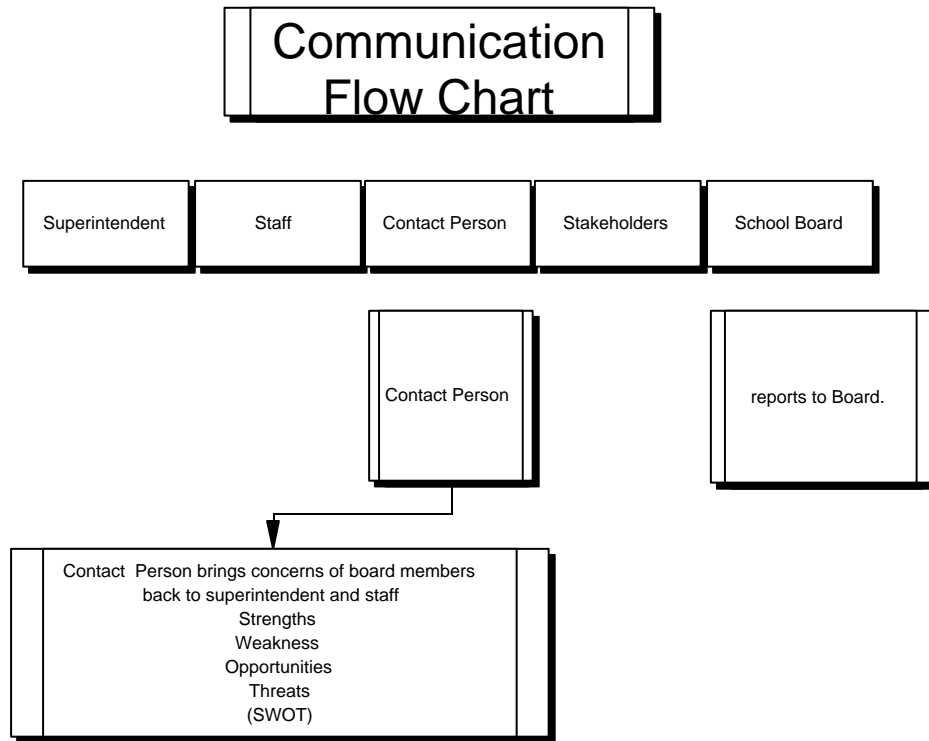 Communication
Flow Chart
Superintendent
Staff
Contact Person
Stakeholders
School Board
Contact Person
reports to Board.
Contact Person brings concerns of board members
back to superintendent and staff
Strengths
Weakness
Opportunities
Threats
(SWOT)